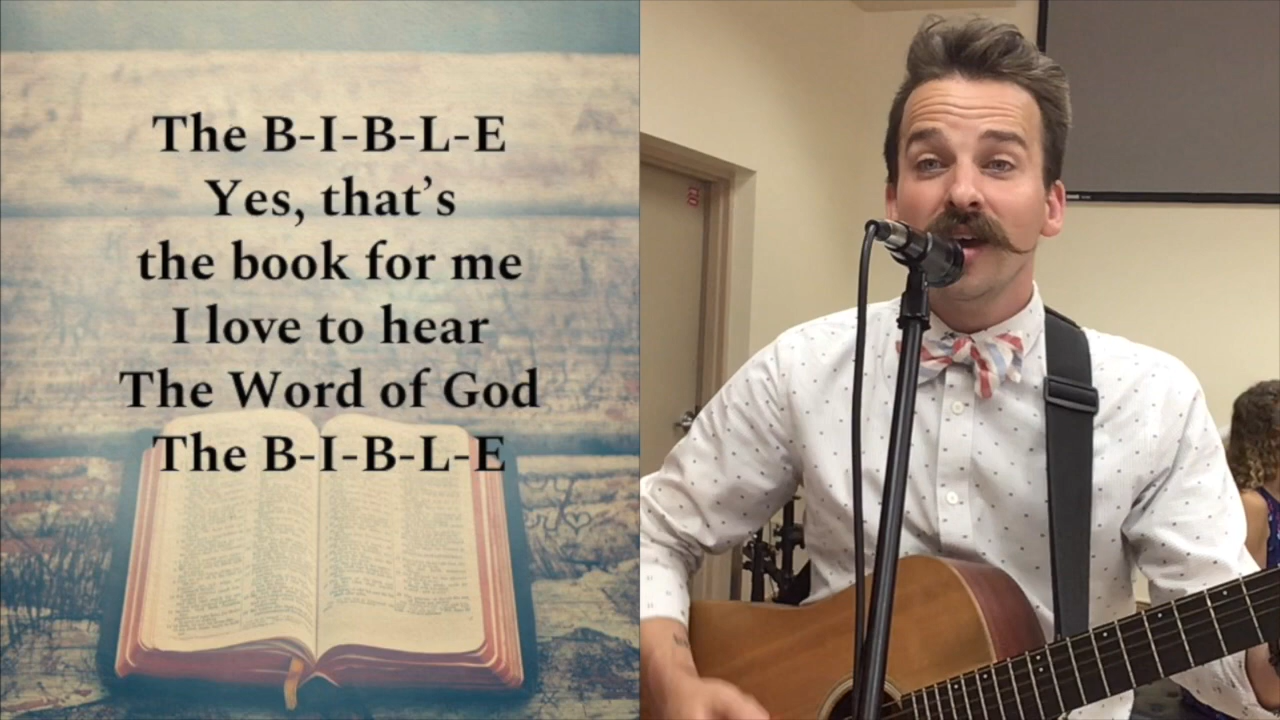 The B-I-B-L-E
Yes, that's
the book for me
I love to hear
The Word of God
The B-I-B-L-E